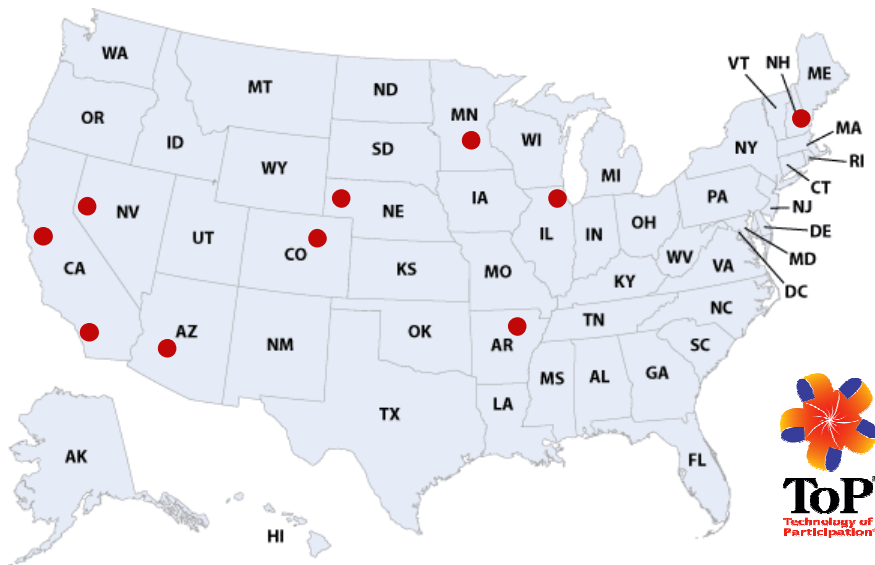 WA
MT
ND
MN
OR
ID
SD
WI
WY
MI
NY
VT
NH
ME
MA
RI
CT
NJ
DE
MD
DC
NV
UT
CO
NE
IA
IL
IN
OH
PA
WV
VA
CA
KS
MO
KY
NC
AZ
NM
OK
AR
TN
SC
TX
LA
MS
AL
GA
FL
AK
HI
ToP
Technology of
Participation